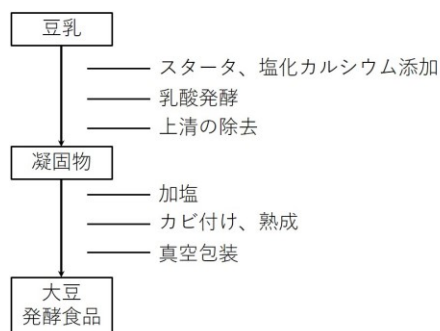 豆乳
スタータ、塩化カルシウム添加
乳酸発酵
上清の除去
凝固物
加塩
カビ付け、熟成
真空包装
大豆
発酵食品